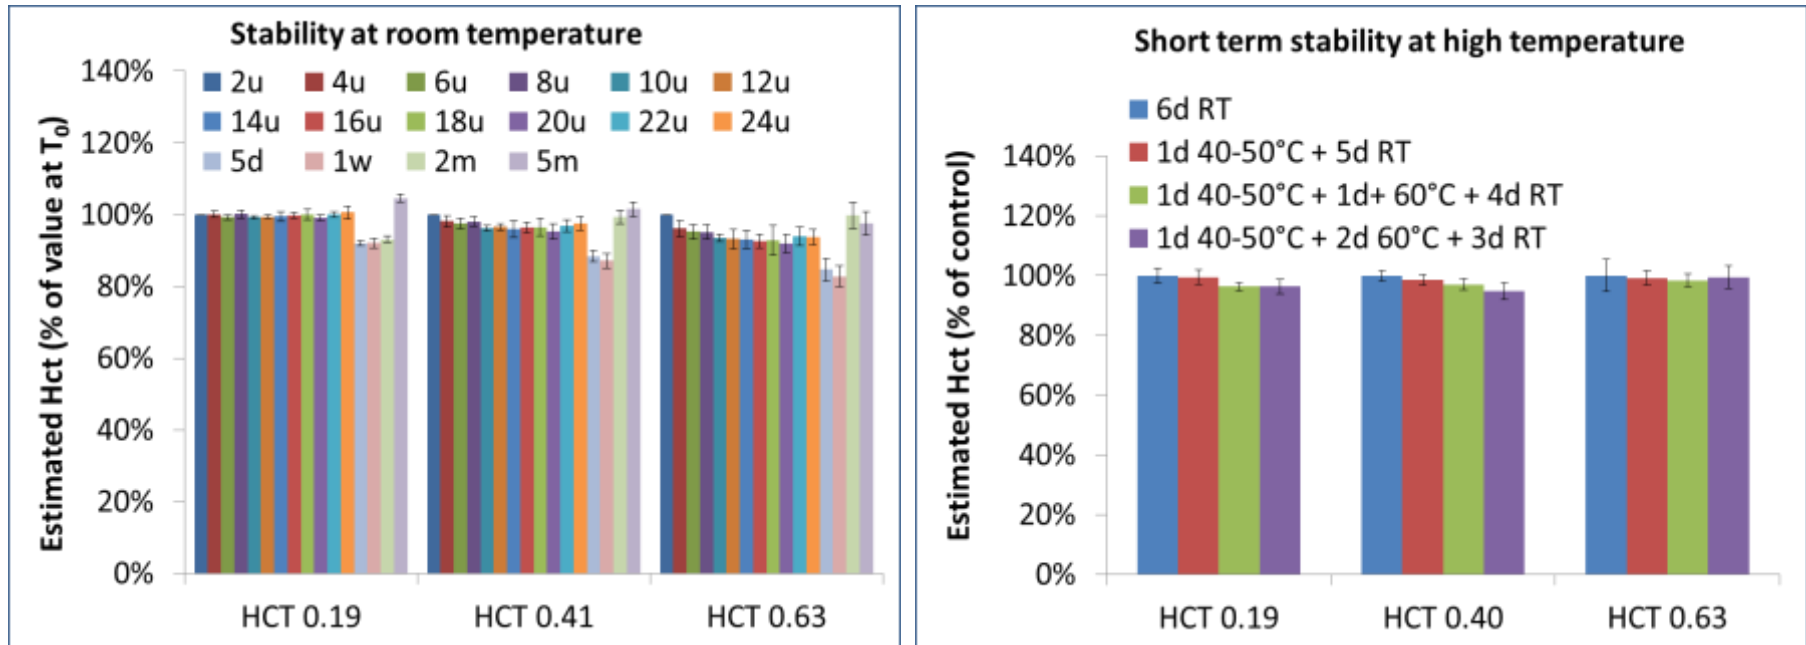 Stability at room temperature
Estimated Hct (% of value at T₀)
140%
120%
100%
80%
60%
40%
20%
0%
2u 4u 6u 8u 10u 12u
14u 16u 18u 20u 22u 24u
5d 1w 2m 5m
HCT 0.19 HCT 0.41 HCT 0.63
Short term stability at high temperature
Estimated Hct (% of control)
6d RT
1d 40-50°C + 5d RT
1d 40-50°C + 1d+ 60°C + 4d RT
1d 40-50°C + 2d 60°C + 3d RT
140%
120%
100%
80%
60%
40%
20%
0%
HCT 0.19 HCT 0.40 HCT 0.63